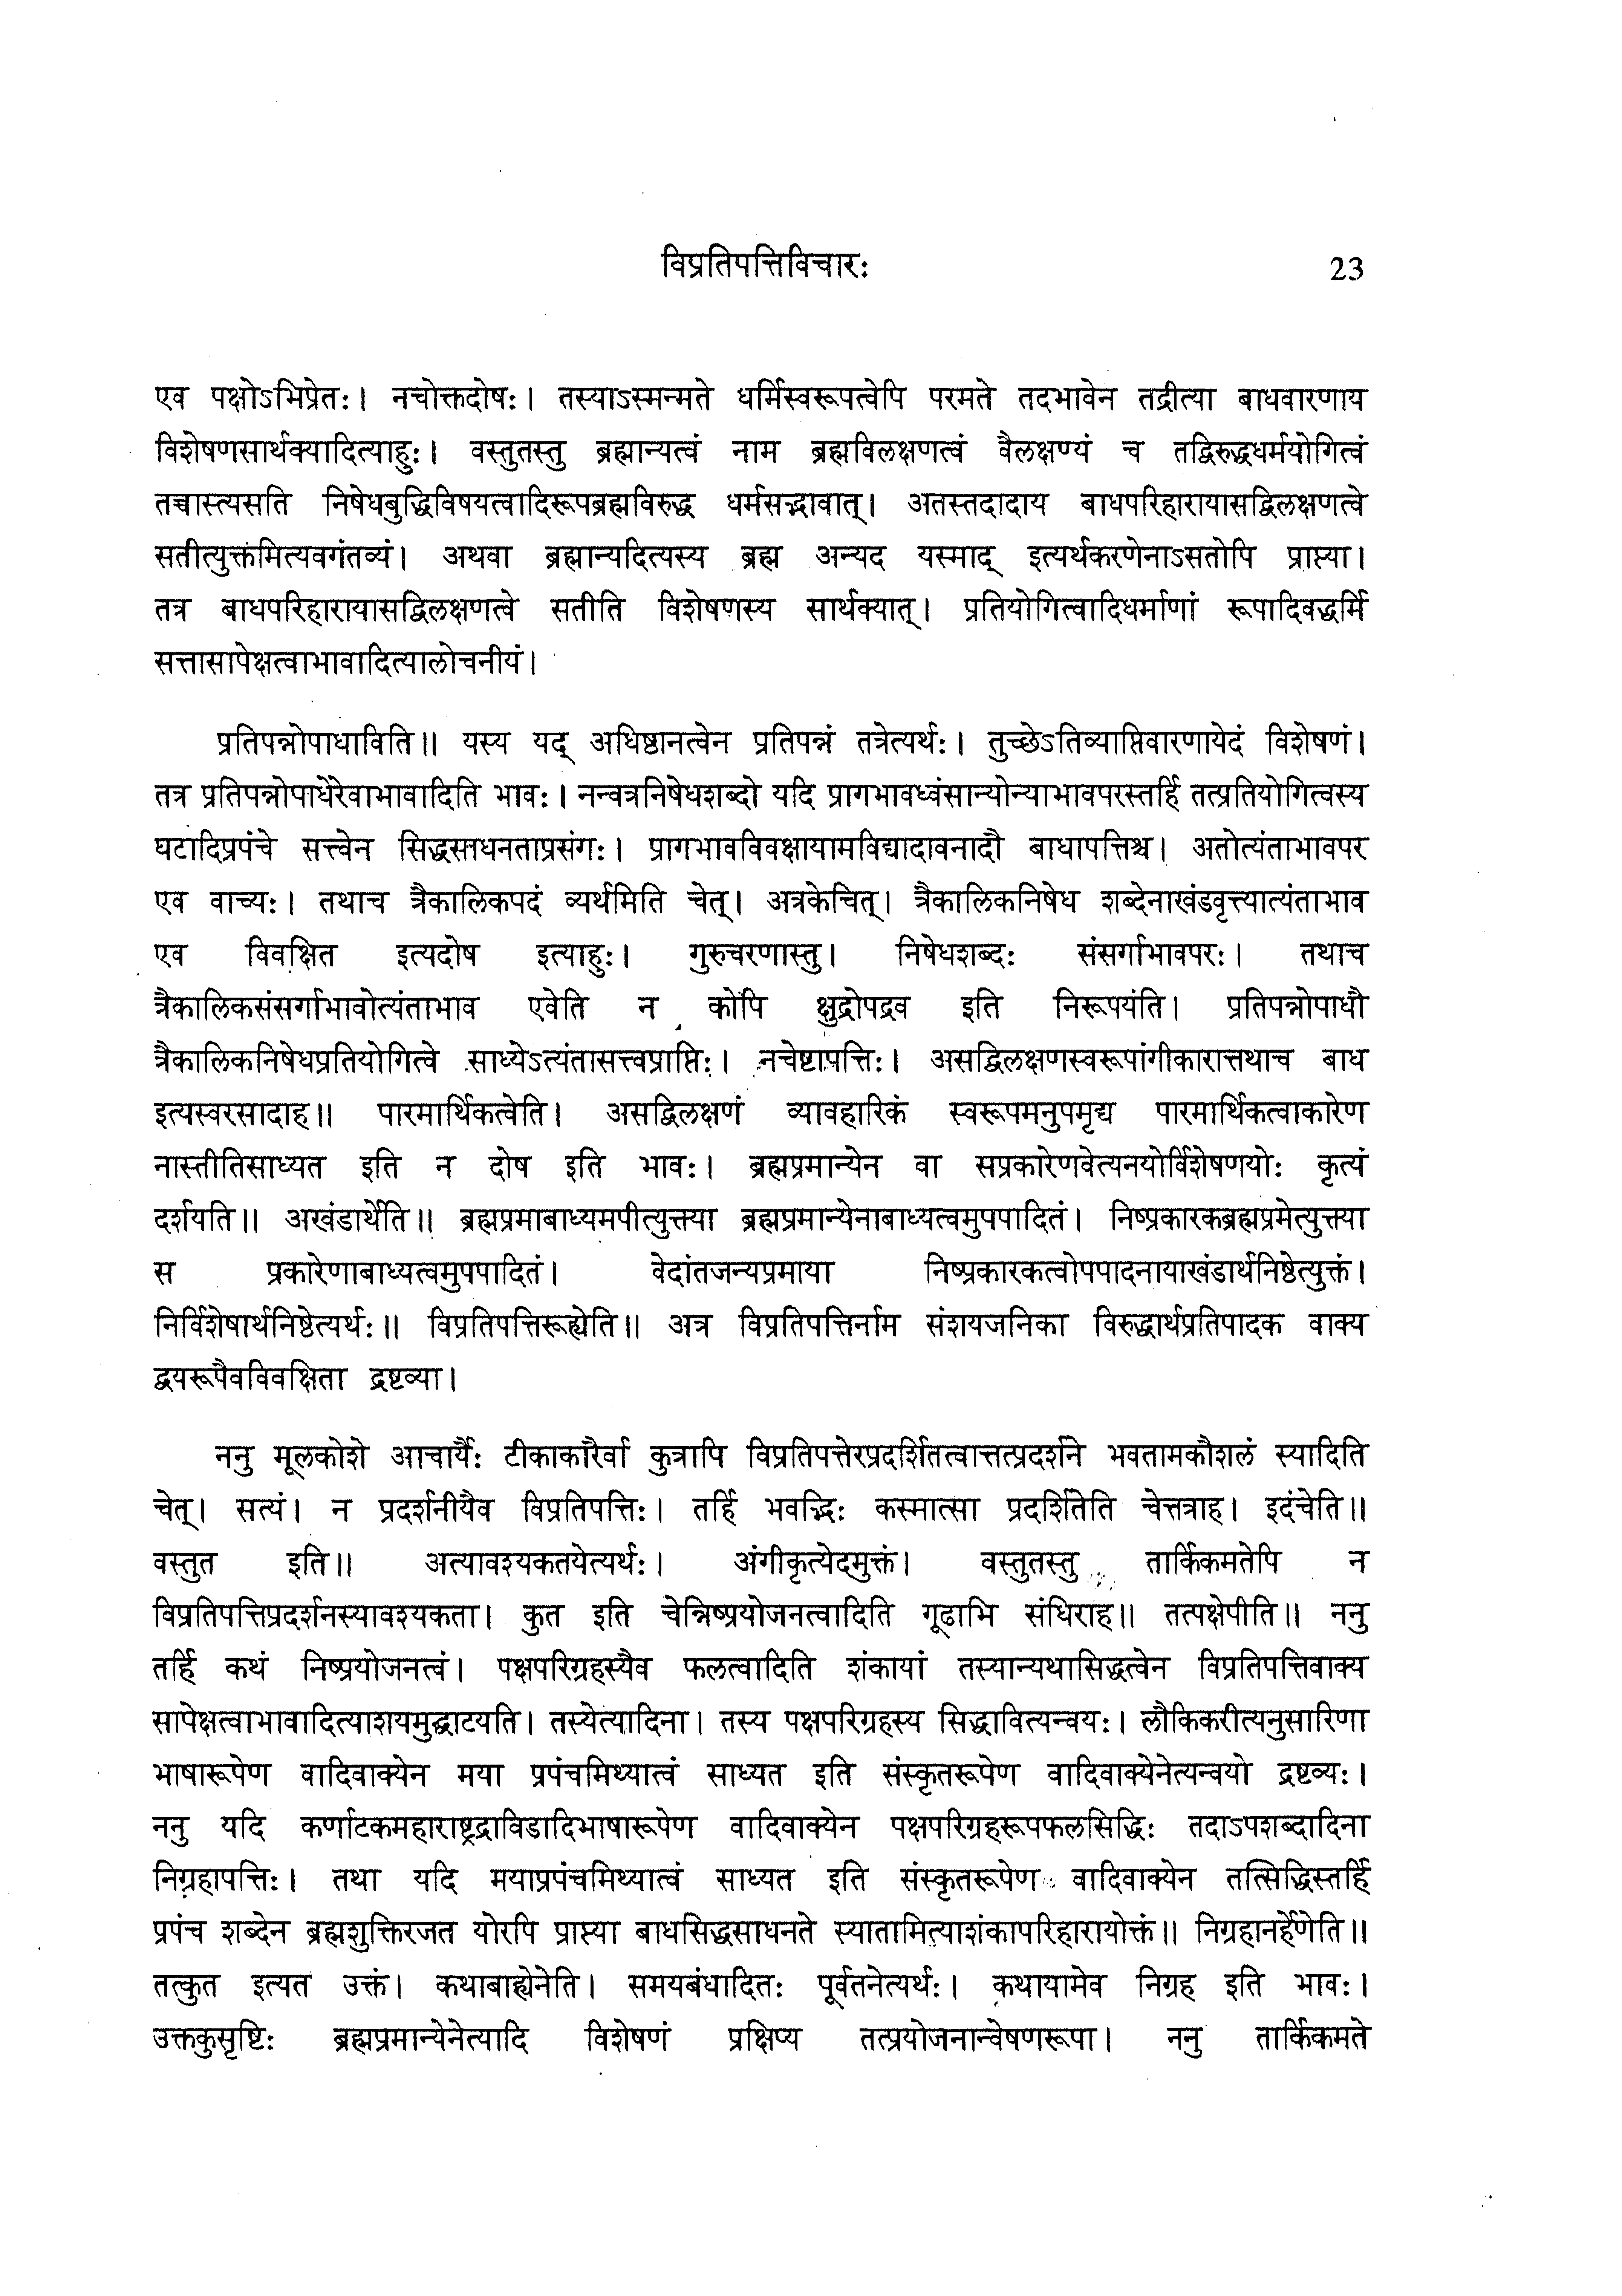 विप्रतिपत्तिविचारः 23
एव पक्षोऽभिप्रेतः। नचोक्तदोषः। तस्याऽस्मन्मते धर्मिस्वरूपत्वेपि परमते तदभावेन तद्रीत्या बाधवारणाय
विशेषणसार्थक्यादित्याहुः। वस्तुतस्तु ब्रह्मान्यत्वं नाम ब्रह्मविलक्षणत्वं वैलक्षण्यं च तद्विरुद्धधर्मयोगित्वं
तच्चास्त्यसति निषेधबुद्धिविषयत्वादिरूपब्रह्मविरुद्ध धर्मसद्भावात्। अतस्तदादाय बाधपरिहारायासद्विलक्षणत्वे
सतीत्युक्तमित्यवगंतव्यं। अथवा ब्रह्मान्यदित्यस्य ब्रह्म अन्यद यस्माद् इत्यर्थकरणेनाऽसतोपि प्राप्त्या।
तत्र बाधपरिहारायासद्विलक्षणत्वे सतीति विशेषणस्य सार्थक्यात्। प्रतियोगित्वादिधर्माणां रूपादिवद्धर्मि
सत्तासापेक्षत्वाभावादित्यालोचनीयं।
प्रतिपन्नोपाधाविति॥ यस्य यद् अधिष्ठानत्वेन प्रतिपन्नं तत्रेत्यर्थः। तुच्छेऽतिव्याप्तिवारणायेदं विशेषणं।
तत्र प्रतिपन्नोपाधेरेवाभावादिति भावः। नन्वत्रनिषेधशब्दो यदि प्रागभावध्वंसान्योन्याभावपरस्तर्हि तत्प्रतियोगित्वस्य
घटादिप्रपंचे सत्त्वेन सिद्धसाधनताप्रसंगः। प्रागभावविवक्षायामविद्यादावनादौ बाधापत्तिश्च। अतोत्यंताभावपर
एव वाच्यः। तथाच त्रैकालिकपदं व्यर्थमिति चेत्। अत्रकेचित्। त्रैकालिकनिषेध शब्देनाखंडवृत्त्यात्यंताभाव
एव विवक्षित इत्यदोष इत्याहुः। गुरुचरणास्तु। निषेधशब्दः संसर्गाभावपरः। तथाच
त्रैकालिकसंसर्गाभावोत्यंताभाव एवेति न कोपि क्षुद्रोपद्रव इति निरूपयंति। प्रतिपन्नोपाधौ
त्रैकालिकनिषेधप्रतियोगित्वे साध्येऽत्यंतासत्त्वप्राप्तिः। नचेष्टापत्तिः। असद्विलक्षणस्वरूपांगीकारात्तथाच बाध
इत्यस्वरसादाह॥ पारमार्थिकत्वेति। असद्विलक्षणं व्यावहारिकं स्वरूपमनुपमृद्य पारमार्थिकत्वाकारेण
नास्तीतिसाध्यत इति न दोष इति भावः। ब्रह्मप्रमान्येन वा सप्रकारेणवेत्यनयोर्विशेषणयोः कृत्यं
दर्शयति॥ अखंडार्थेति॥ ब्रह्मप्रमाबाध्यमपीत्युक्त्या ब्रह्मप्रमान्येनाबाध्यत्वमुपपादितं। निष्प्रकारकब्रह्मप्रमेत्युक्त्या
स प्रकारेणाबाध्यत्वमुपपादितं। वेदांतजन्यप्रमाया निष्प्रकारकत्वोपपादनायाखंडार्थनिष्ठेत्युक्तं।
निर्विशेषार्थनिष्ठेत्यर्थः॥ विप्रतिपत्तिरूह्येति॥ अत्र विप्रतिपत्तिर्नाम संशयजनिका विरुद्धार्थप्रतिपादक वाक्य
द्वयरूपैवविवक्षिता द्रष्टव्या।
ननु मूलकोशे आचार्यैः टीकाकारैर्वा कुत्रापि विप्रतिपत्तेरप्रदर्शितत्वात्तत्प्रदर्शने भवतामकौशलं स्यादिति
चेत्। सत्यं। न प्रदर्शनीयैव विप्रतिपत्तिः। तर्हि भवद्भिः कस्मात्सा प्रदर्शितेति चेत्तत्राह। इदंचेति॥
वस्तुत इति॥ अत्यावश्यकतयेत्यर्थः। अंगीकृत्येदमुक्तं। वस्तुतस्तु तार्किकमतेपि न
विप्रतिपत्तिप्रदर्शनस्यावश्यकता। कुत इति चेन्निष्प्रयोजनत्वादिति गूढाभि संधिराह॥ तत्पक्षेपीति॥ ननु
तर्हि कथं निष्प्रयोजनत्वं। पक्षपरिग्रहस्यैव फलत्वादिति शंकायां तस्यान्यथासिद्धत्वेन विप्रतिपत्तिवाक्य
सापेक्षत्वाभावादित्याशयमुद्घाटयति। तस्येत्यादिना। तस्य पक्षपरिग्रहस्य सिद्धावित्यन्वयः। लौकिकरीत्यनुसारिणा
भाषारूपेण वादिवाक्येन मया प्रपंचमिथ्यात्वं साध्यत इति संस्कृतरूपेण वादिवाक्येनेत्यन्वयो द्रष्टव्यः।
ननु यदि कर्णाटकमहाराष्ट्रद्राविडादिभाषारूपेण वादिवाक्येन पक्षपरिग्रहरूपफलसिद्धिः तदाऽपशब्दादिना
निग्रहापत्तिः। तथा यदि मयाप्रपंचमिथ्यात्वं साध्यत इति संस्कृतरूपेण वादिवाक्येन तत्सिद्धिस्तर्हि
प्रपंच शब्देन ब्रह्मशुक्तिरजत योरपि प्राप्त्या बाधसिद्धसाधनते स्यातामित्याशंकापरिहारायोक्तं॥ निग्रहानर्हेणेति॥
तत्कुत इत्यत उक्तं। कथाबाह्येनेति। समयबंधादितः पूर्वतनेत्यर्थः। कथायामेव निग्रह इति भावः।
उक्तकुसृष्टिः ब्रह्मप्रमान्येनेत्यादि विशेषणं प्रक्षिप्य तत्प्रयोजनान्वेषणरूपा। ननु तार्किकमते